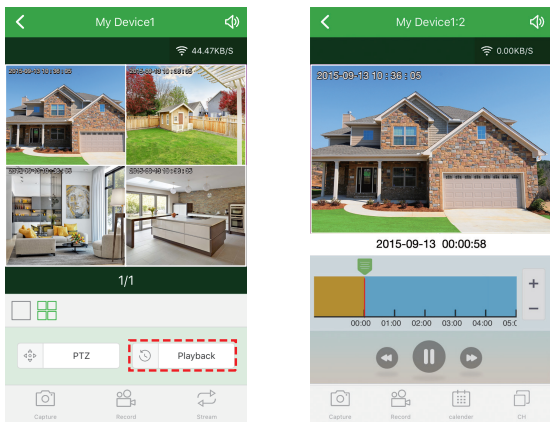 My Device1
44.47KB/S
1/1
PTZ
Playback
Capture
Record
Stream
My Device1:2
0.00KB/S
2015-09-13 10:36:05
2015-09-13 00:00:58
+
−
00:00 01:00 02:00 03:00 04:00
Capture
Record
calendar
CH